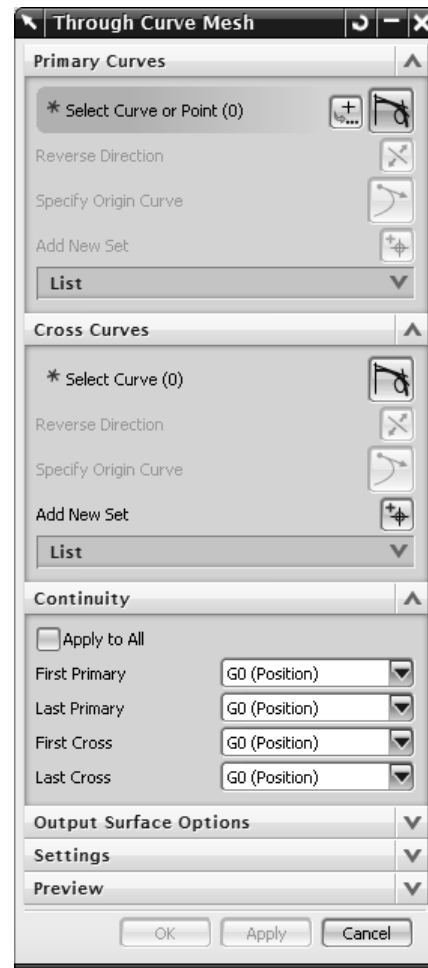 Through Curve Mesh
Primary Curves
* Select Curve or Point (0)
Reverse Direction
Specify Origin Curve
Add New Set
List
Cross Curves
* Select Curve (0)
Reverse Direction
Specify Origin Curve
Add New Set
List
Continuity
Apply to All
First Primary G0 (Position)
Last Primary G0 (Position)
First Cross G0 (Position)
Last Cross G0 (Position)
Output Surface Options
Settings
Preview
OK Apply Cancel